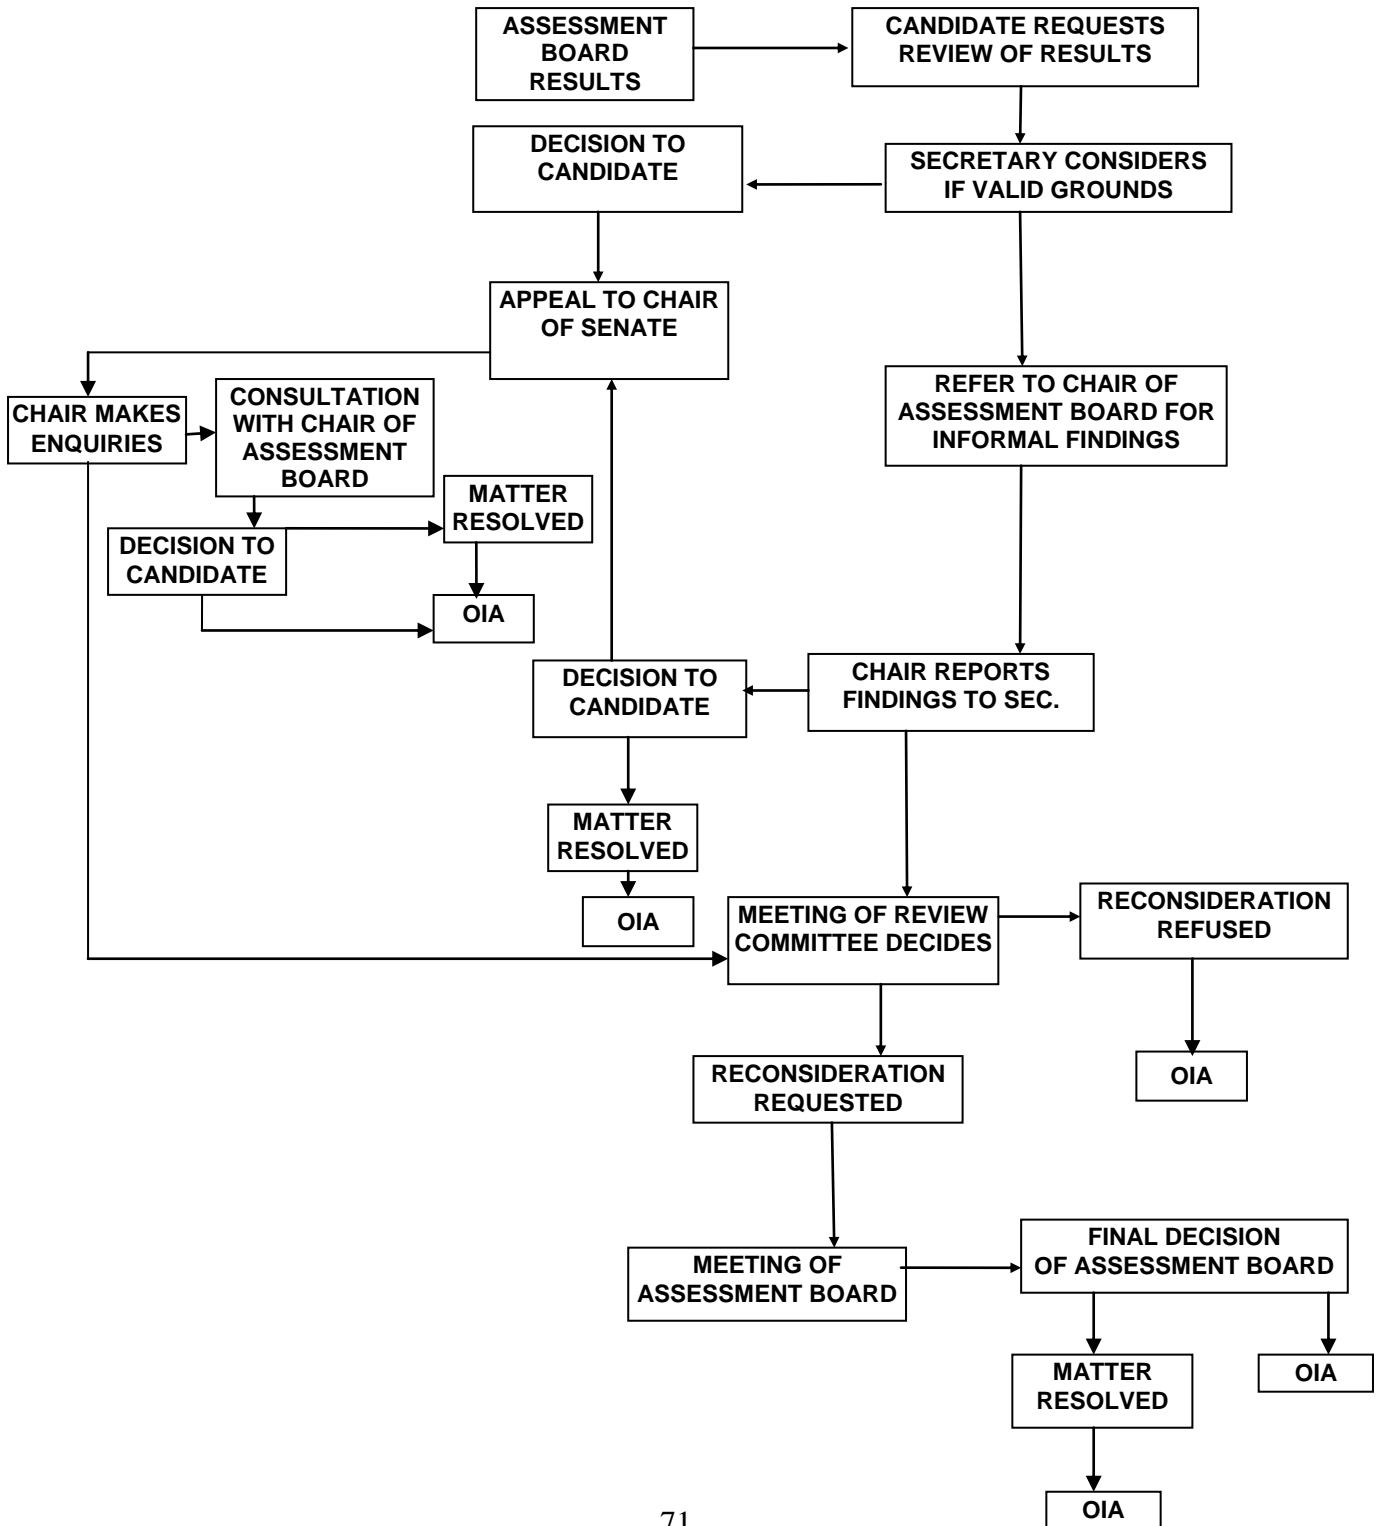 ASSESSMENT
BOARD
RESULTS
CANDIDATE REQUESTS
REVIEW OF RESULTS
DECISION TO
CANDIDATE
SECRETARY CONSIDERS
IF VALID GROUNDS
APPEAL TO CHAIR
OF SENATE
CHAIR MAKES
ENQUIRIES
CONSULTATION
WITH CHAIR OF
ASSESSMENT
BOARD
REFER TO CHAIR OF
ASSESSMENT BOARD FOR
INFORMAL FINDINGS
MATTER
RESOLVED
DECISION TO
CANDIDATE
OIA
DECISION TO
CANDIDATE
CHAIR REPORTS
FINDINGS TO SEC.
MATTER
RESOLVED
OIA
MEETING OF REVIEW
COMMITTEE DECIDES
RECONSIDERATION
REFUSED
OIA
RECONSIDERATION
REQUESTED
MEETING OF
ASSESSMENT BOARD
FINAL DECISION
OF ASSESSMENT BOARD
MATTER
RESOLVED
OIA
OIA
71